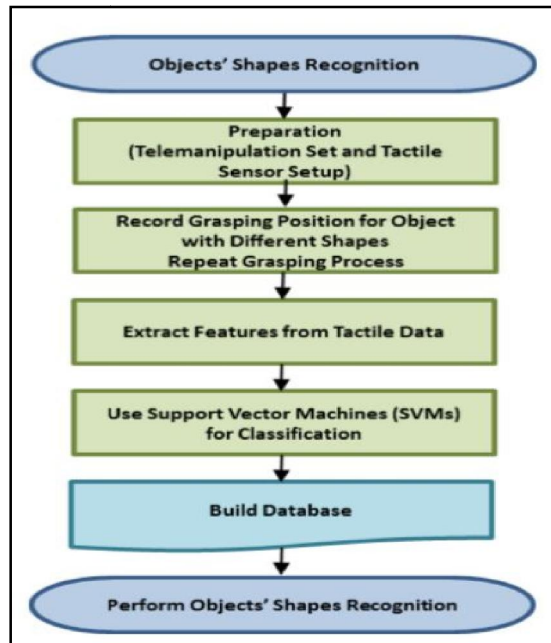 Objects' Shapes Recognition
Preparation
(Telemanipulation Set and Tactile
Sensor Setup)
Record Grasping Position for Object
with Different Shapes
Repeat Grasping Process
Extract Features from Tactile Data
Use Support Vector Machines (SVMs)
for Classification
Build Database
Perform Objects' Shapes Recognition